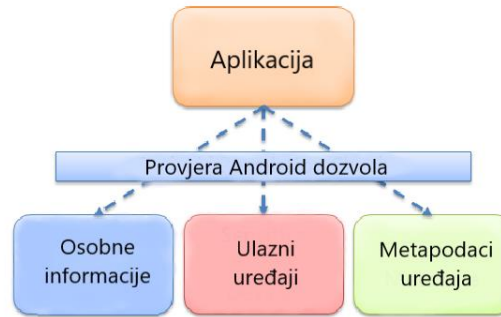 Aplikacija
Provjera Android dozvola
Osobne
informacije
Ulazni
uređaji
Metapodaci
uređaja